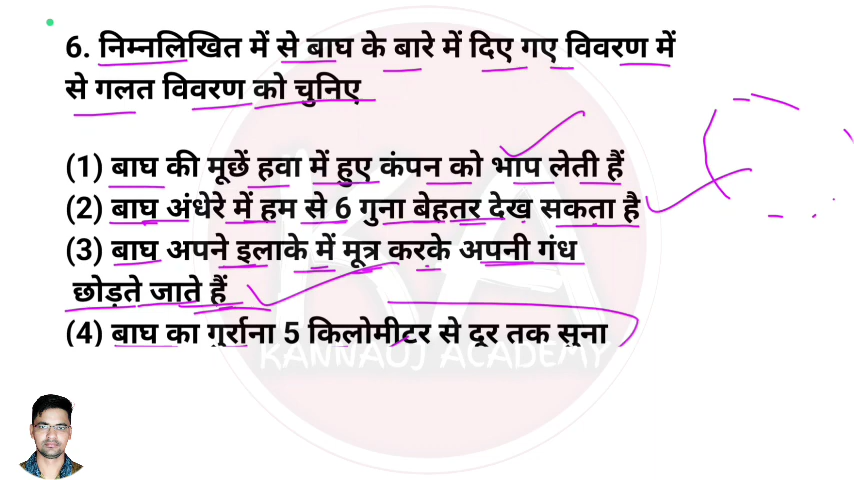 6. निम्नलिखित में से बाघ के बारे में दिए गए विवरण में
से गलत विवरण को चुनिए
(1) बाघ की मूछें हवा में हुए कंपन को भाप लेती हैं
(2) बाघ अंधेरे में हम से 6 गुना बेहतर देख सकता है
(3) बाघ अपने इलाके में मूत्र करके अपनी गंध
छोड़ते जाते हैं
(4) बाघ का गुर्राना 5 किलोमीटर से दूर तक सुना
KANNAUJ ACADEMY